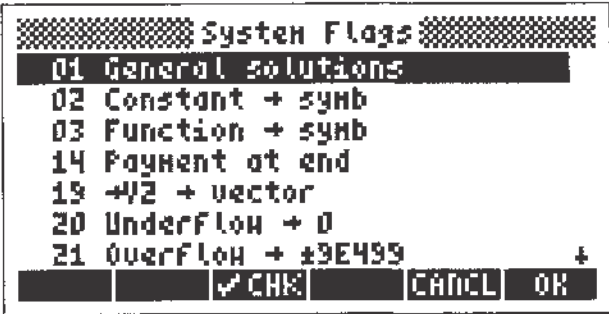 System Flags
01 General solutions
02 Constant → symb
03 Function → symb
14 Payment at end
19 →V2 → vector
20 Underflow → 0
21 Overflow → ±9E499
✓CHK CANCL OK